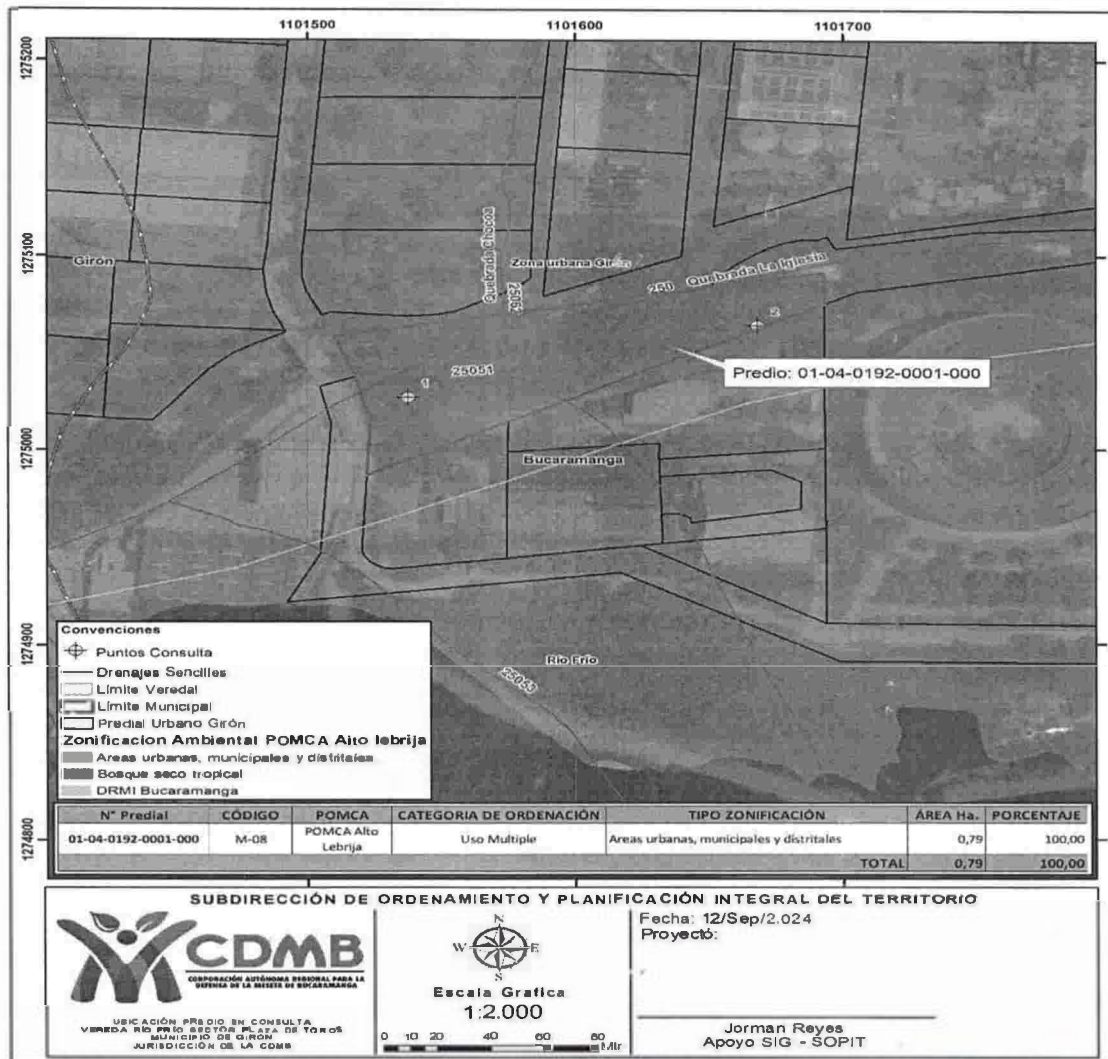 1101500 1101600 1101700
1275200
1275100
1275000
1274900
1274800
Girón
Quebrada Chocoa
25052
Zona urbana Girón
250 Quebrada La Iglesia
2
Predio: 01-04-0192-0001-000
1
25051
Bucaramanga
Río Frío
25053
Convenciones
Puntos Consulta
Drenajes Sencilles
Límite Veredal
Límite Municipal
Predial Urbano Girón
Zonificacion Ambiental POMCA Alto lebrija
Areas urbanas, municipales y distritales
Bosque seco tropical
DRMI Bucaramanga
N° Predial CÓDIGO POMCA CATEGORIA DE ORDENACIÓN TIPO ZONIFICACIÓN ÁREA Ha. PORCENTAJE
01-04-0192-0001-000 M-08 POMCA Alto Lebrija Uso Multiple Areas urbanas, municipales y distritales 0,79 100,00
TOTAL 0,79 100,00
SUBDIRECCIÓN DE ORDENAMIENTO Y PLANIFICACIÓN INTEGRAL DEL TERRITORIO
CDMB
CORPORACIÓN AUTÓNOMA REGIONAL PARA LA
DEFENSA DE LA MESETA DE BUCARAMANGA
UBICACIÓN PREDIO EN CONSULTA
VEREDA RÍO FRÍO SECTOR PLAZA DE TOROS
MUNICIPIO DE GIRON
JURISDICCIÓN DE LA CDMB
N
W E
S
Escala Grafica
1:2.000
0 10 20 40 60 80
Mtr
Fecha: 12/Sep/2.024
Proyectó:
Jorman Reyes
Apoyo SIG - SOPIT